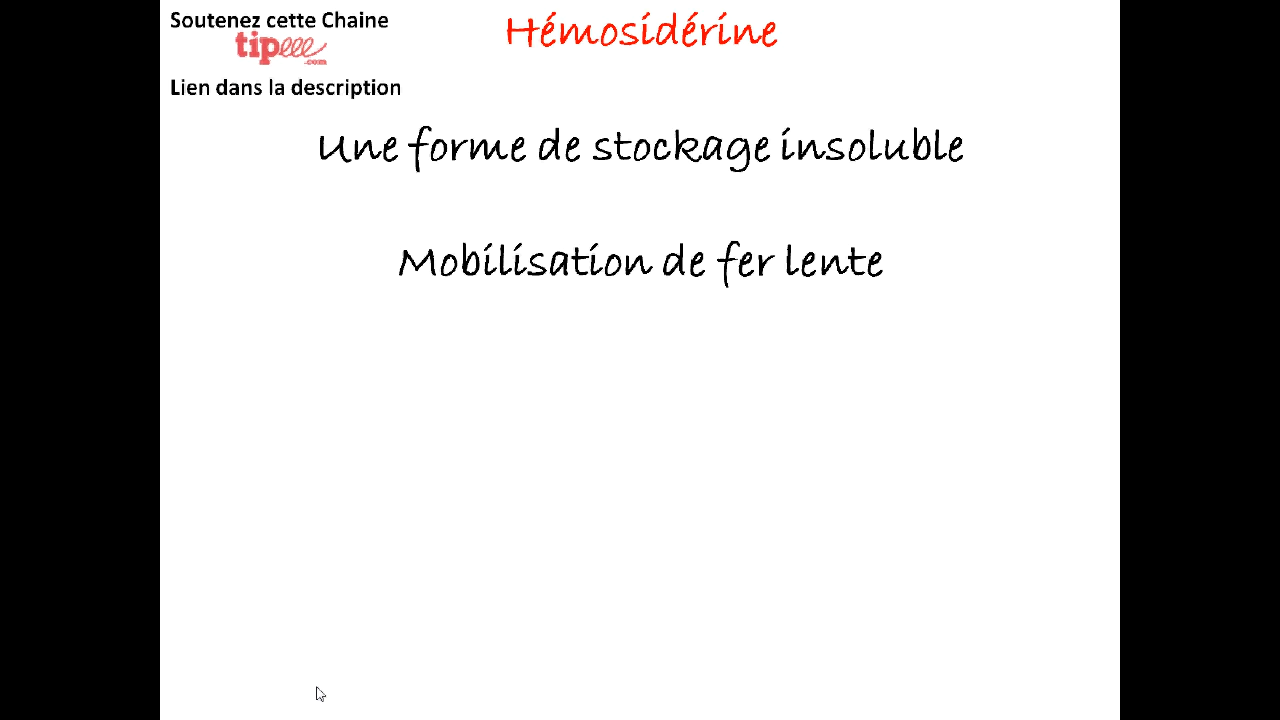 Soutenez cette Chaine
tipeee
.com
Lien dans la description
Hémosidérine
Une forme de stockage insoluble
Mobilisation de fer lente